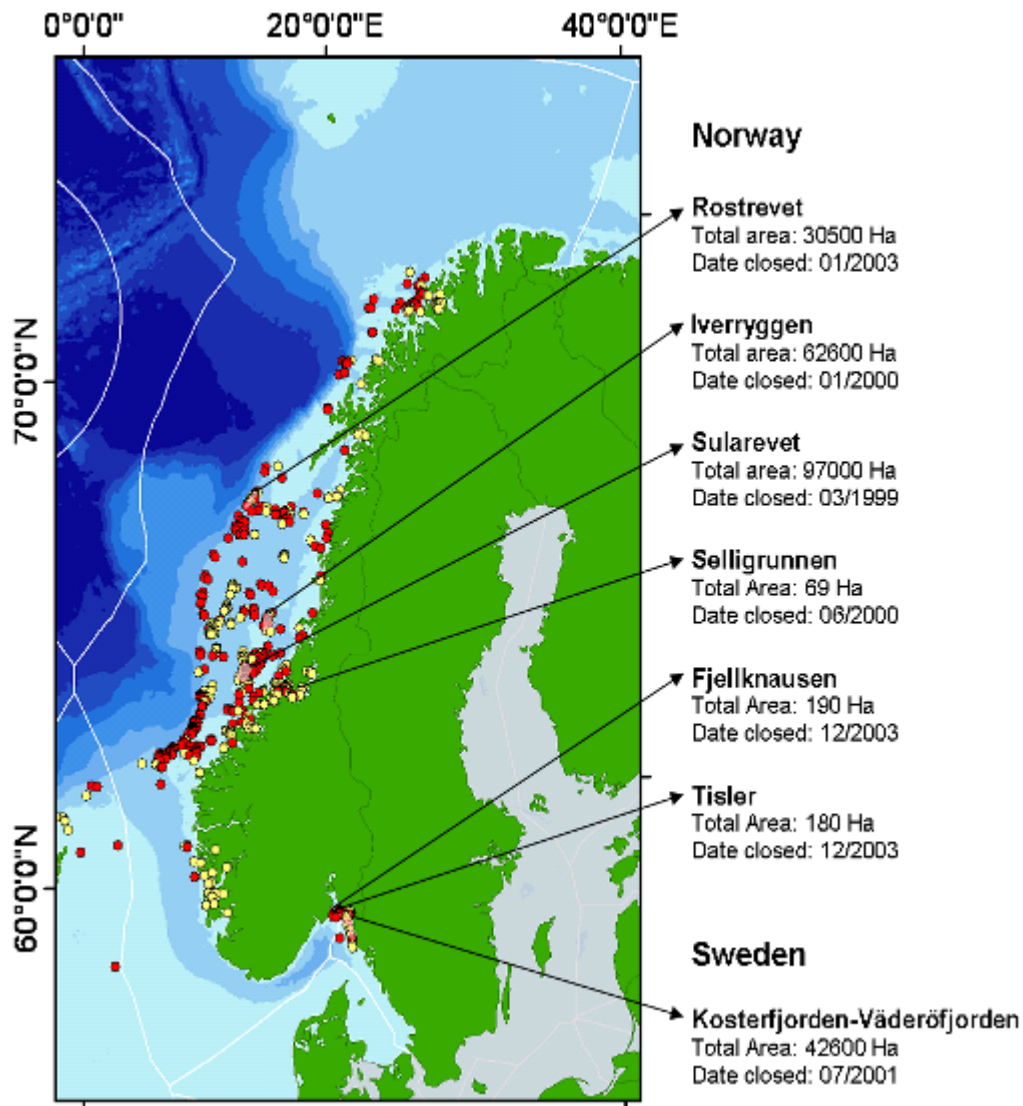 0°0'0"
20°0'0"E
40°0'0"E
70°0'0"N
60°0'0"N
Norway
Rostrevet
Total area: 30500 Ha
Date closed: 01/2003
Iverryggen
Total area: 62600 Ha
Date closed: 01/2000
Sularevet
Total area: 97000 Ha
Date closed: 03/1999
Selligrunnen
Total Area: 69 Ha
Date closed: 06/2000
Fjellknausen
Total Area: 190 Ha
Date closed: 12/2003
Tisler
Total Area: 180 Ha
Date closed: 12/2003
Sweden
Kosterfjorden-Väderöfjorden
Total Area: 42600 Ha
Date closed: 07/2001